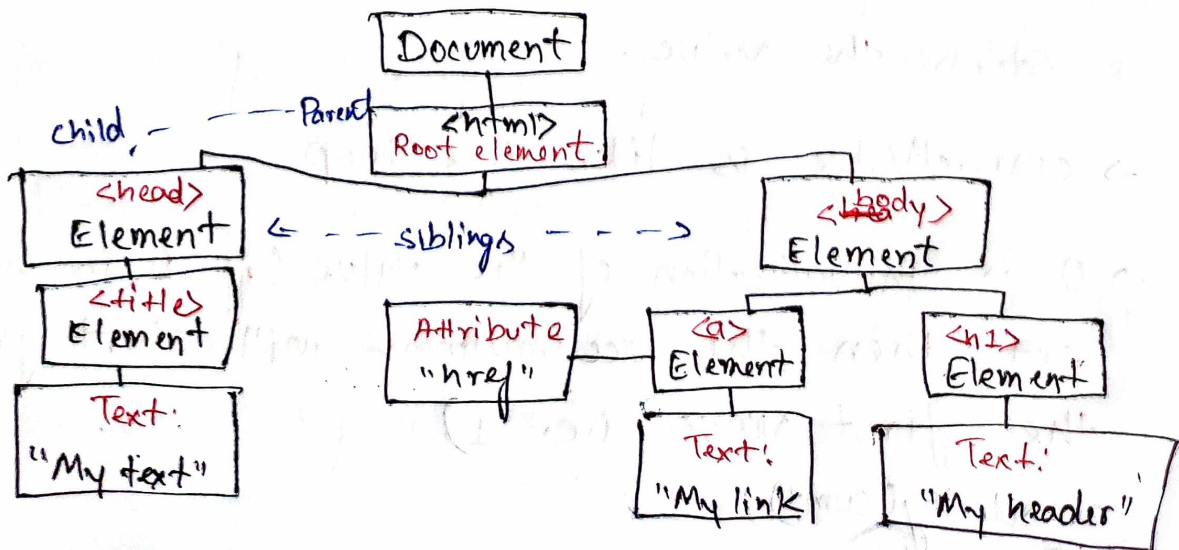 Document
child
Parent
<html>
Root element
<head>
Element
siblings
<body>
Element
<title>
Element
Attribute
"href"
<a>
Element
<h1>
Element
Text:
"My text"
Text:
"My link
Text:
"My header"